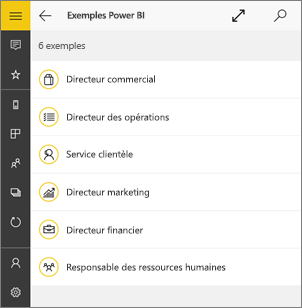 Exemples Power BI
6 exemples
Directeur commercial
Directeur des opérations
Service clientèle
Directeur marketing
Directeur financier
Responsable des ressources humaines